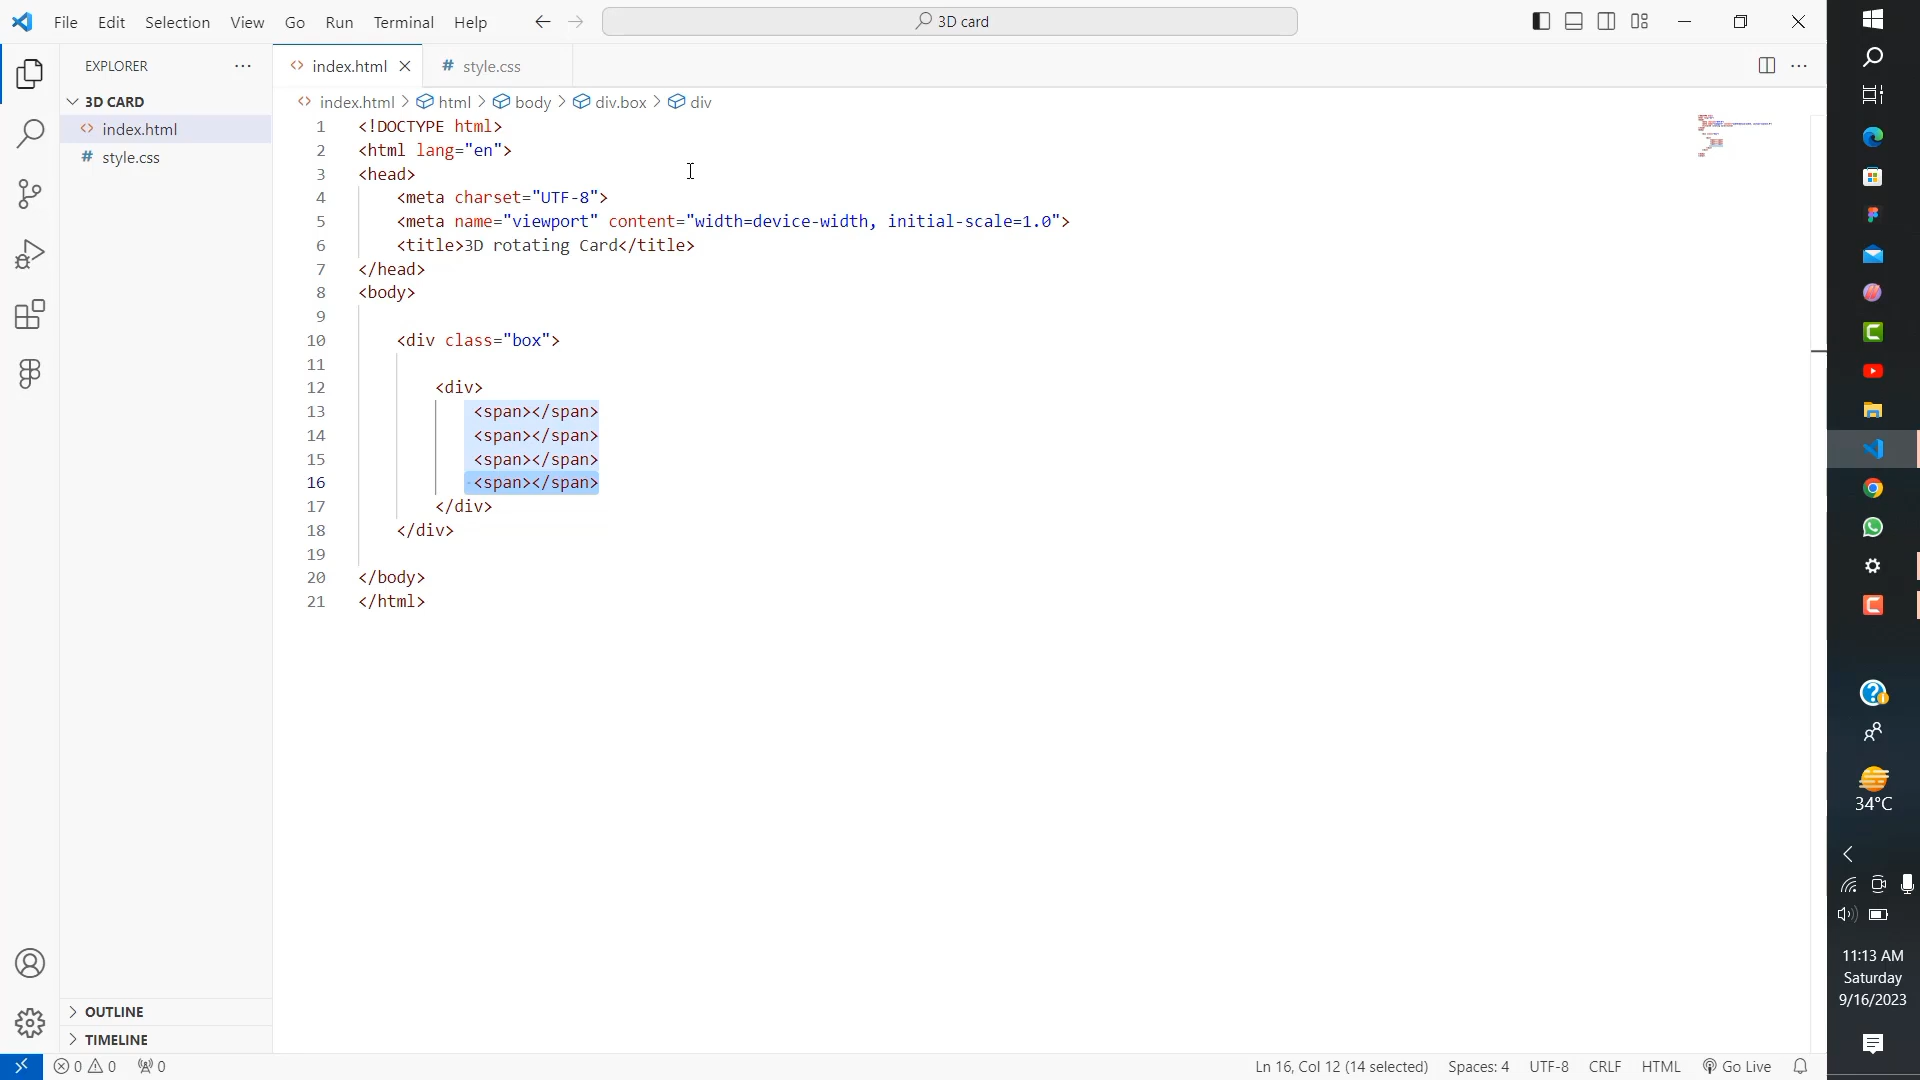 File Edit Selection View Go Run Terminal Help
3D card
EXPLORER
3D CARD
index.html
style.css
index.html
style.css
index.html > html > body > div.box > div
1 <!DOCTYPE html>
2 <html lang="en">
3 <head>
4 <meta charset="UTF-8">
5 <meta name="viewport" content="width=device-width, initial-scale=1.0">
6 <title>3D rotating Card</title>
7 </head>
8 <body>
9
10 <div class="box">
11
12 <div>
13 <span></span>
14 <span></span>
15 <span></span>
16 <span></span>
17 </div>
18 </div>
19
20 </body>
21 </html>
OUTLINE
TIMELINE
0 0 0
Ln 16, Col 12 (14 selected) Spaces: 4 UTF-8 CRLF HTML Go Live
34°C
11:13 AM
Saturday
9/16/2023